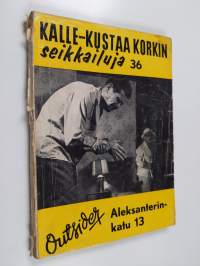 KALLE-KUSTAA KORKIN
seikkailuja 36
Outsider
Aleksanterin-
katu 13